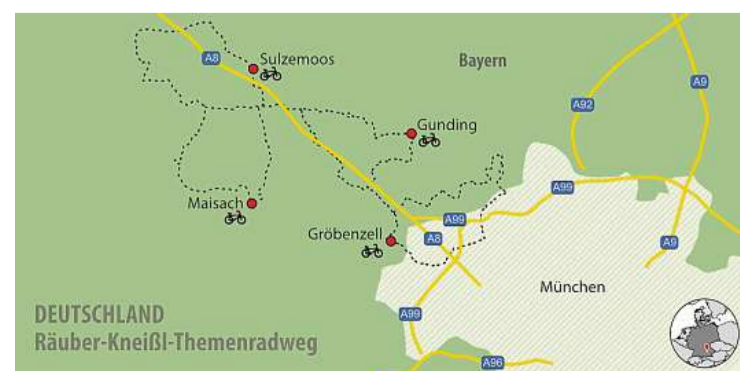 A8
Sulzemoos
Bayern
A9
A92
Gunding
A99
Maisach
A99
Gröbenzell
A8
A9
München
A99
DEUTSCHLAND
Räuber-Kneißl-Themenradweg
A96